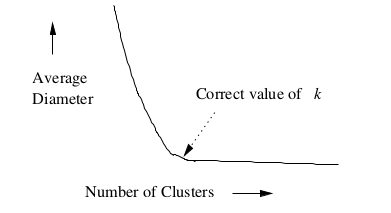 Average
Diameter
Correct value of k
Number of Clusters